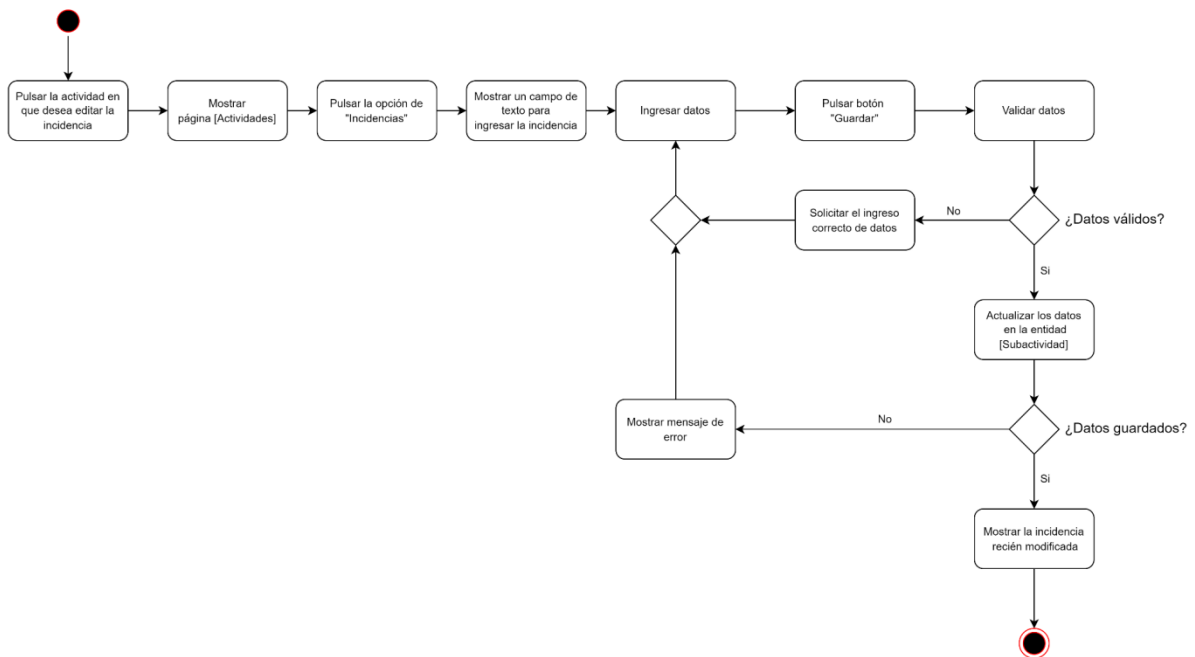 Pulsar la actividad en
que desea editar la
incidencia
Mostrar
página [Actividades]
Pulsar la opción de
"Incidencias"
Mostrar un campo de
texto para
ingresar la incidencia
Ingresar datos
Pulsar botón
"Guardar"
Validar datos
Solicitar el ingreso
correcto de datos
No
¿Datos válidos?
Si
Actualizar los datos
en la entidad
[Subactividad]
Mostrar mensaje de
error
No
¿Datos guardados?
Si
Mostrar la incidencia
recién modificada